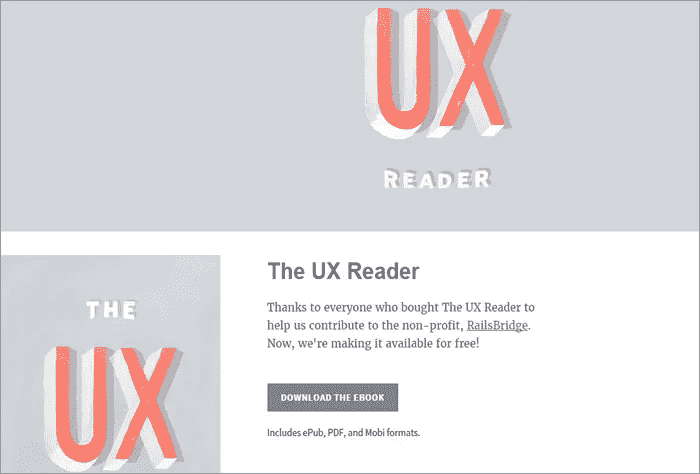 UX
READER
The UX Reader
Thanks to everyone who bought The UX Reader to
help us contribute to the non-profit, RailsBridge.
Now, we're making it available for free!
DOWNLOAD THE EBOOK
Includes ePub, PDF, and Mobi formats.
THE
UX